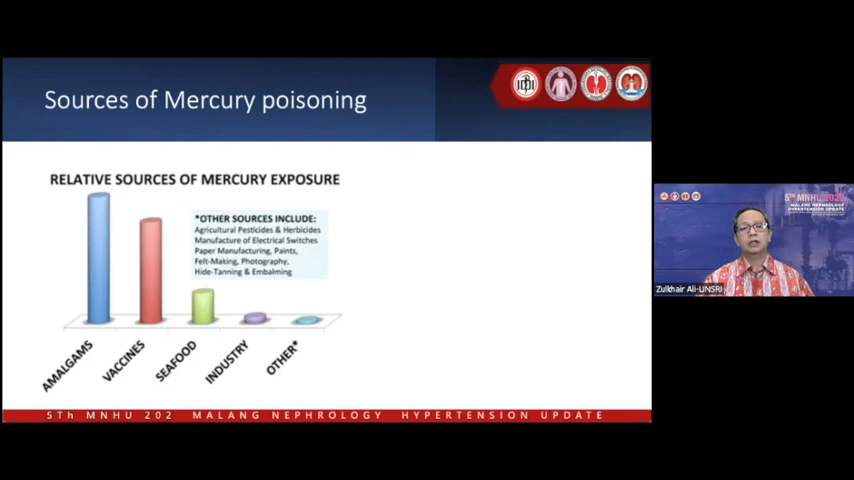 Sources of Mercury poisoning
IDI
RELATIVE SOURCES OF MERCURY EXPOSURE
*OTHER SOURCES INCLUDE:
Agricultural Pesticides & Herbicides
Manufacture of Electrical Switches
Paper Manufacturing, Paints,
Felt-Making, Photography,
Hide-Tanning & Embalming
AMALGAMS
VACCINES
SEAFOOD
INDUSTRY
OTHER*
5Th MNHU 202 MALANG NEPHROLOGY HYPERTENSION UPDATE
5TH MNHU 202
MALANG NEPHROLOGY
HYPERTENSION UPDATE
Zulkhair Ali-UNSRI